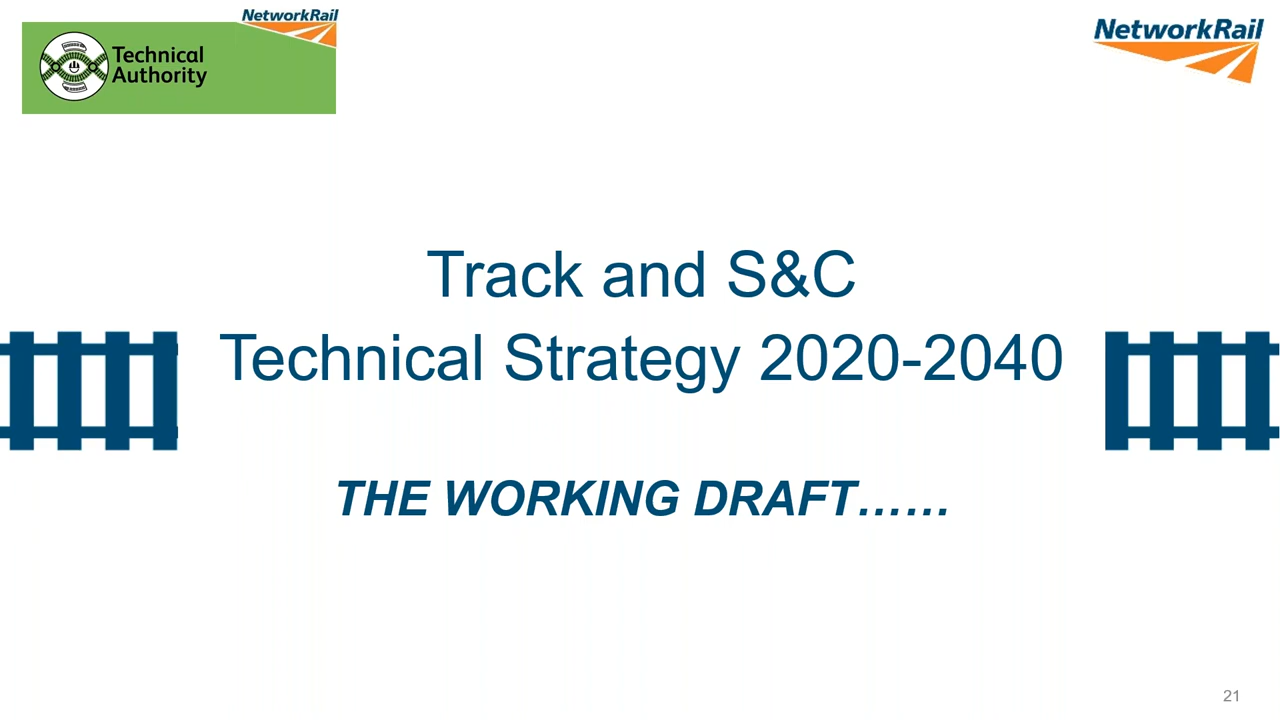 NetworkRail
Technical
Authority
NetworkRail
Track and S&C
Technical Strategy 2020-2040
THE WORKING DRAFT……
21